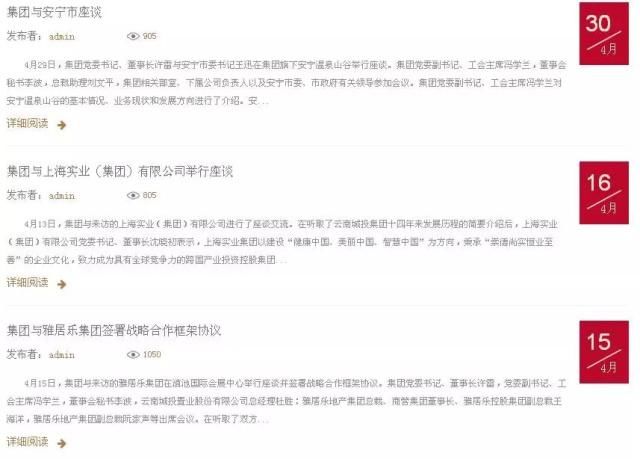 集团与安宁市座谈
30
4月
发布者：admin 905
4月29日，集团党委书记、董事长许雷与安宁市委书记王迅在集团旗下安宁温泉山谷举行座谈。集团党委副书记、工会主席冯学兰，董事会
秘书李波，总裁助理刘文平，集团相关部室、下属公司负责人以及安宁市委、市政府有关领导参加会议。集团党委副书记、工会主席冯学兰对
安宁温泉山谷的基本情况、业务现状和发展方向进行了介绍。安...
详细阅读
集团与上海实业（集团）有限公司举行座谈
16
4月
发布者：admin 805
4月13日，集团与来访的上海实业（集团）有限公司进行了座谈交流。在听取了云南城投集团十四年来发展历程的简要介绍后，上海实业
（集团）有限公司党委书记、董事长沈晓初表示，上海实业集团以建设“健康中国、美丽中国、智慧中国”为方向，秉承“崇德尚实恒业至
善”的企业文化，致力成为具有全球竞争力的跨国产业投资控股集团...
详细阅读
集团与雅居乐集团签署战略合作框架协议
15
4月
发布者：admin 1050
4月15日，集团与来访的雅居乐集团在滇池国际会展中心举行座谈并签署战略合作框架协议。集团党委书记、董事长许雷，党委副书记、工
会主席冯学兰，董事会秘书李波，云南城投置业股份有限公司总经理杜胜；雅居乐地产集团总裁、商管集团董事长、雅居乐控股集团副总裁王
海洋，雅居乐地产集团副总裁阮家声等出席会议。在听取了双方...
详细阅读